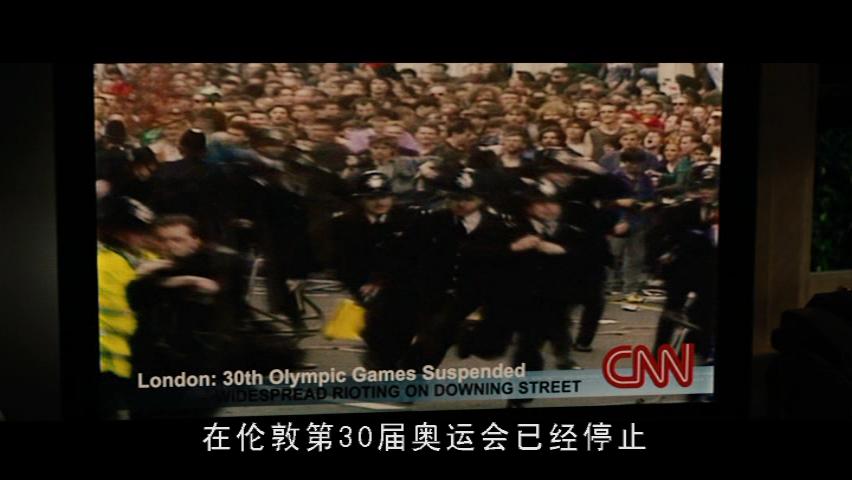 London: 30th Olympic Games Suspended
WIDESPREAD RIOTING ON DOWNING STREET
CNN
在伦敦第30届奥运会已经停止